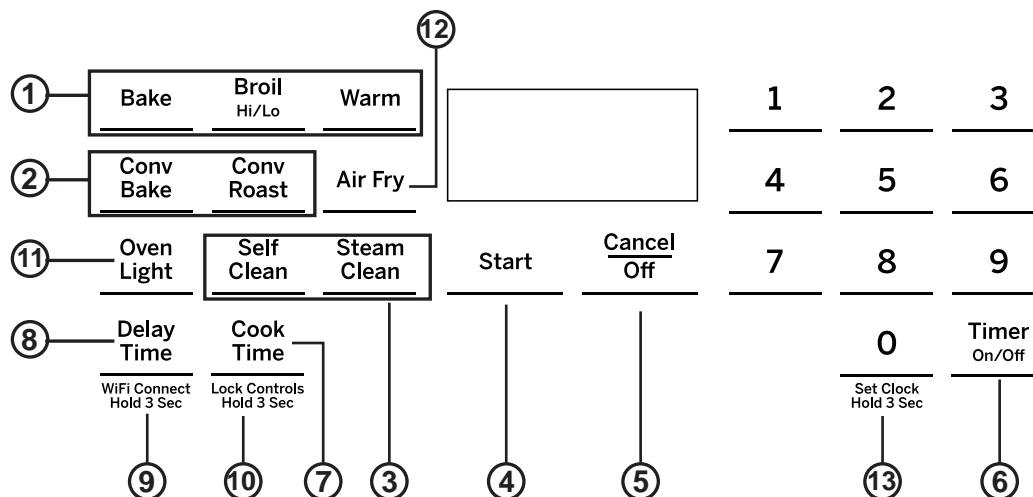 12
1
Bake
Broil
Hi/Lo
Warm
1
2
3
2
Conv
Bake
Conv
Roast
Air Fry
4
5
6
11
Oven
Light
Self
Clean
Steam
Clean
Start
Cancel
Off
7
8
9
8
Delay
Time
Cook
Time
0
Timer
On/Off
WiFi Connect
Hold 3 Sec
Lock Controls
Hold 3 Sec
Set Clock
Hold 3 Sec
9
10
7
3
4
5
13
6